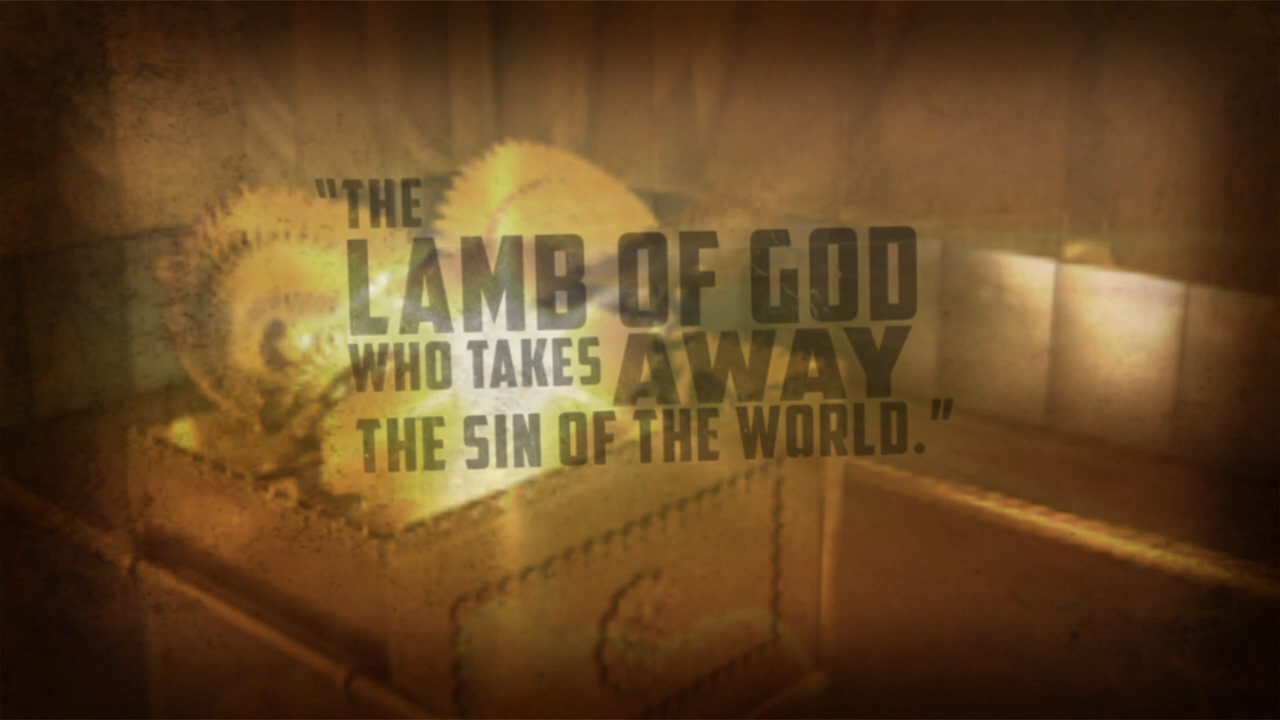 "THE
LAMB OF GOD
WHO TAKES AWAY
THE SIN OF THE WORLD."